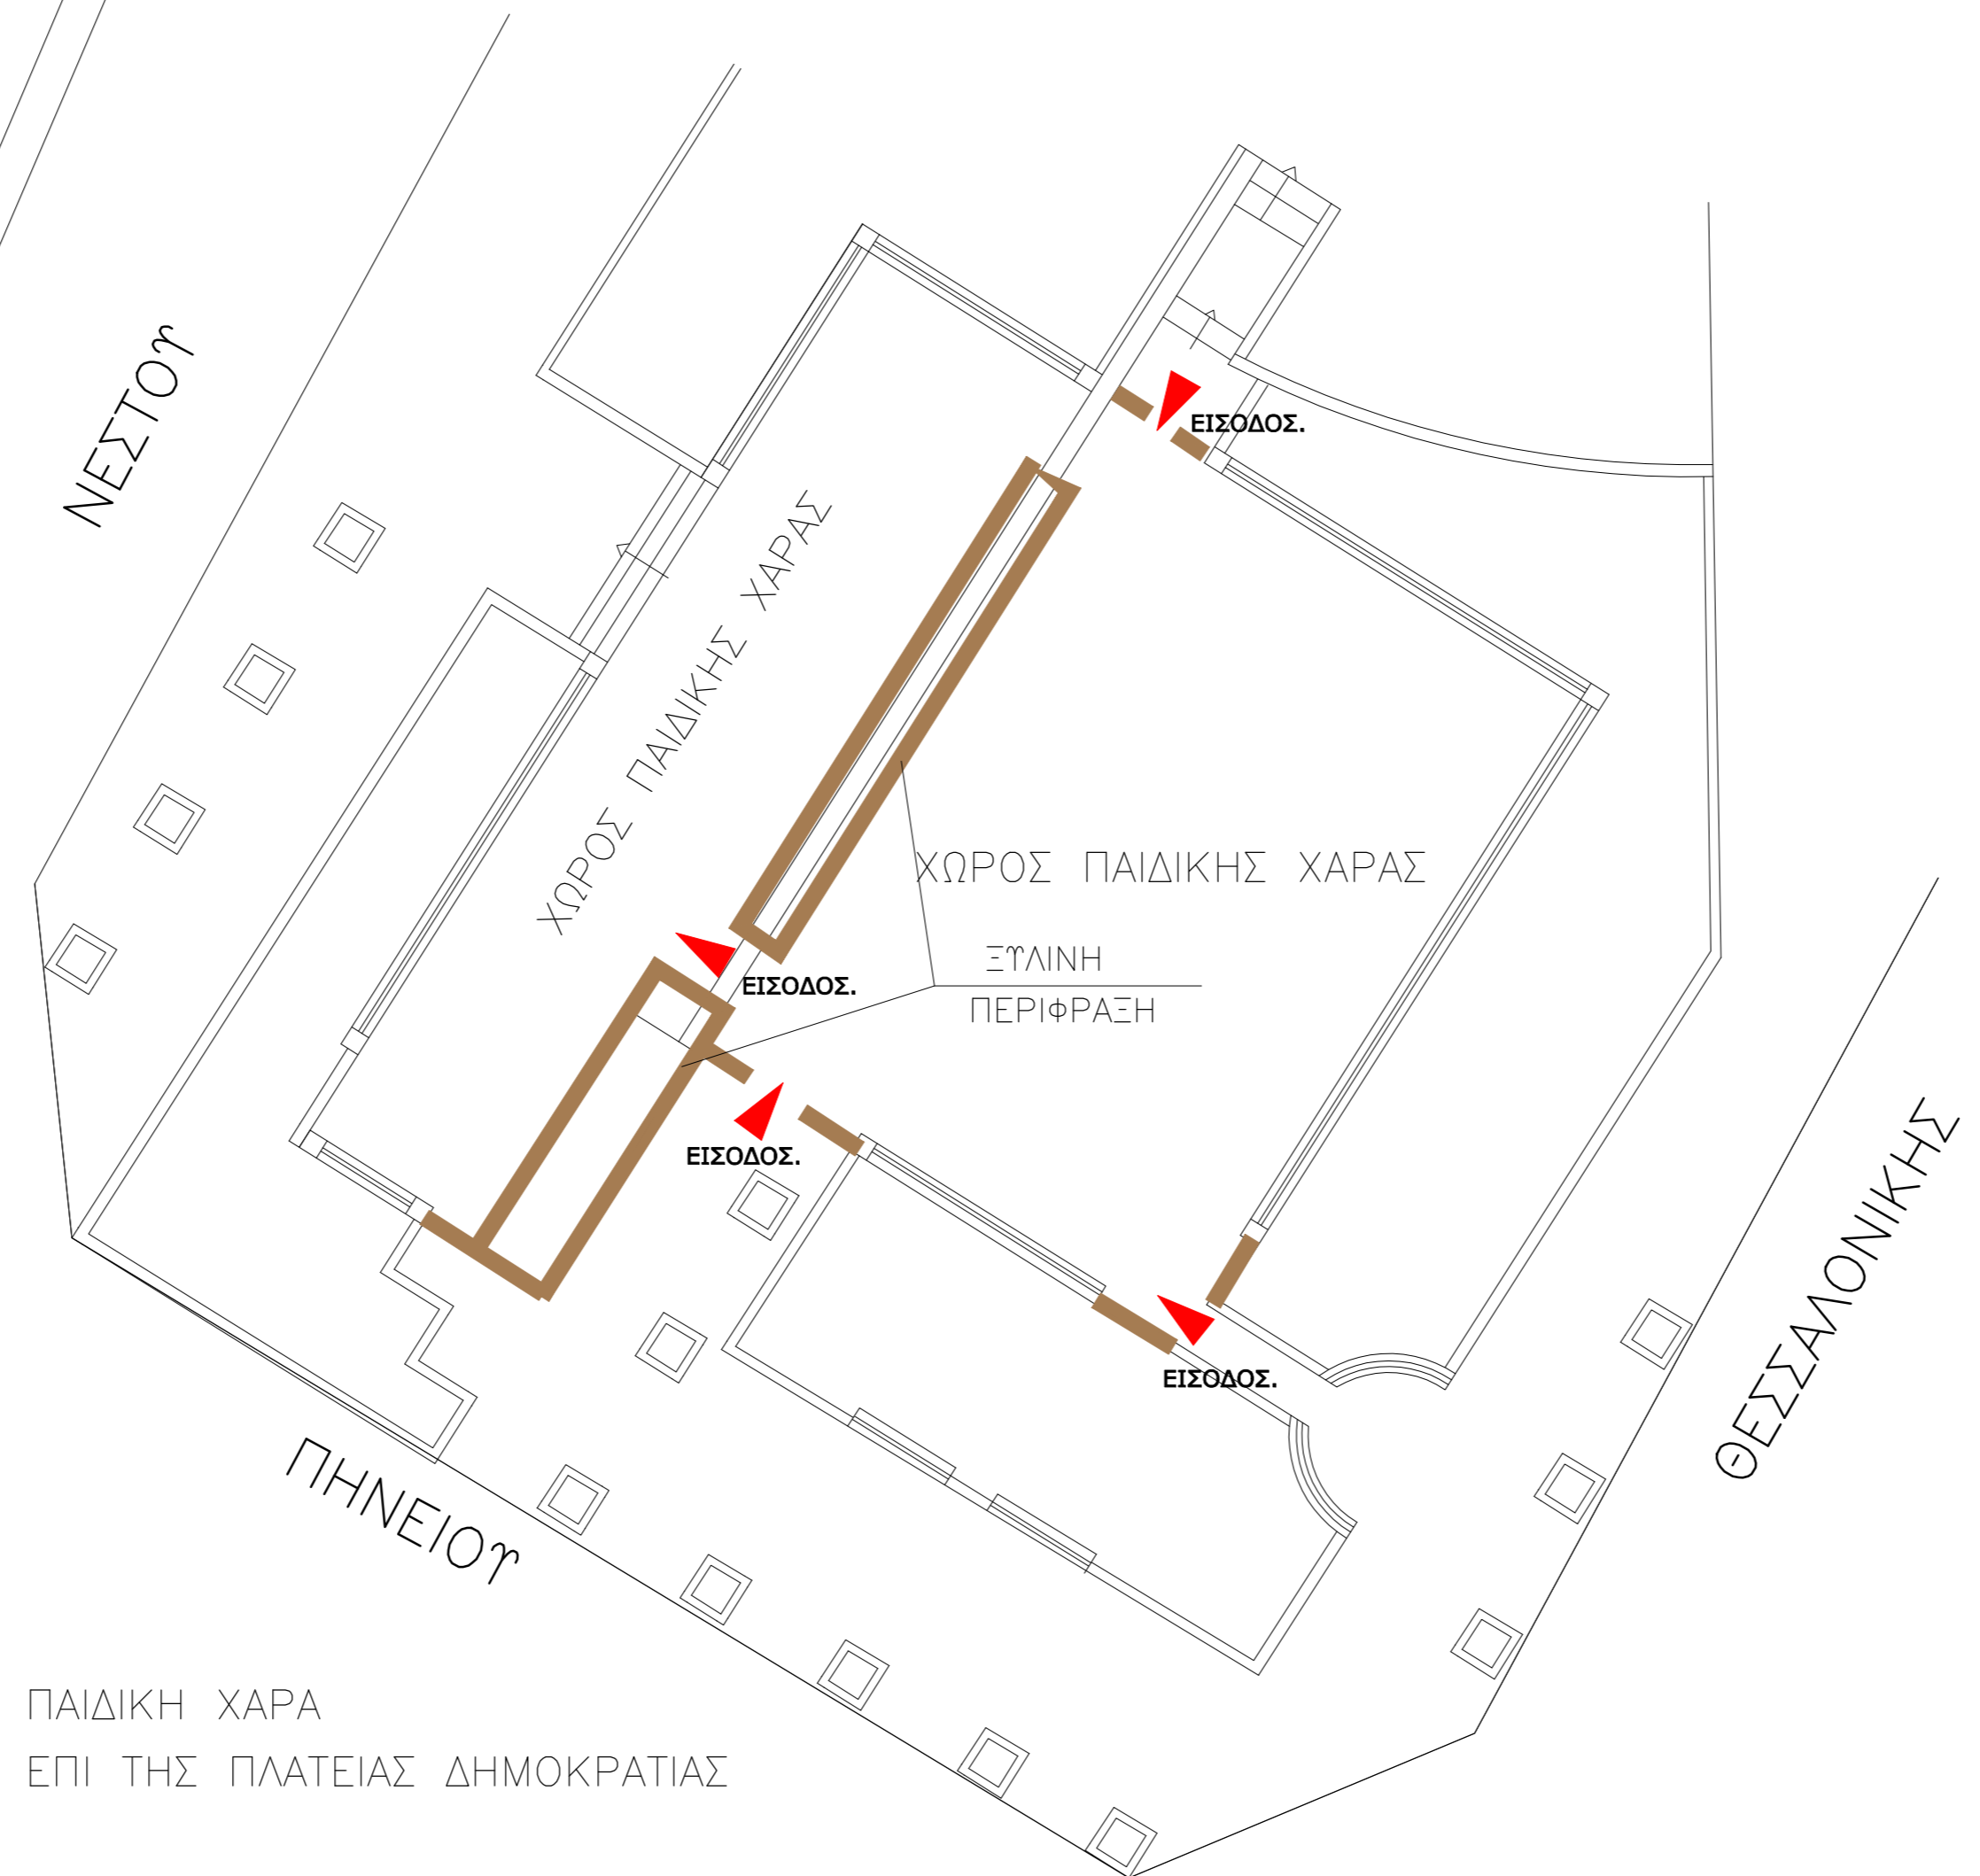 ΝΕΣΤΟΥ
ΕΙΣΟΔΟΣ.
ΧΩΡΟΣ ΠΑΙΔΙΚΗΣ ΧΑΡΑΣ
ΧΩΡΟΣ ΠΑΙΔΙΚΗΣ ΧΑΡΑΣ
ΞΥΛΙΝΗ
ΠΕΡΙΦΡΑΞΗ
ΕΙΣΟΔΟΣ.
ΕΙΣΟΔΟΣ.
ΕΙΣΟΔΟΣ.
ΘΕΣΣΑΛΟΝΙΚΗΣ
ΠΗΝΕΙΟΥ
ΠΑΙΔΙΚΗ ΧΑΡΑ
ΕΠΙ ΤΗΣ ΠΛΑΤΕΙΑΣ ΔΗΜΟΚΡΑΤΙΑΣ